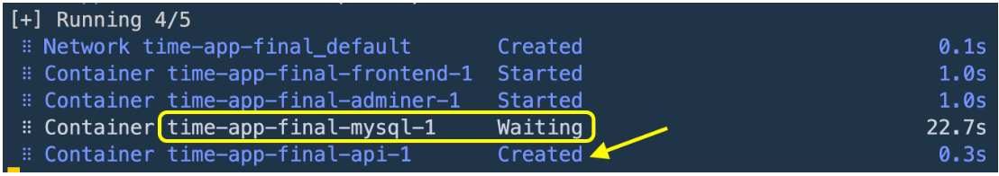 [+] Running 4/5
⠿ Network time-app-final_default Created 0.1s
⠿ Container time-app-final-frontend-1 Started 1.0s
⠿ Container time-app-final-adminer-1 Started 1.0s
⠿ Container time-app-final-mysql-1 Waiting 22.7s
⠿ Container time-app-final-api-1 Created 0.3s